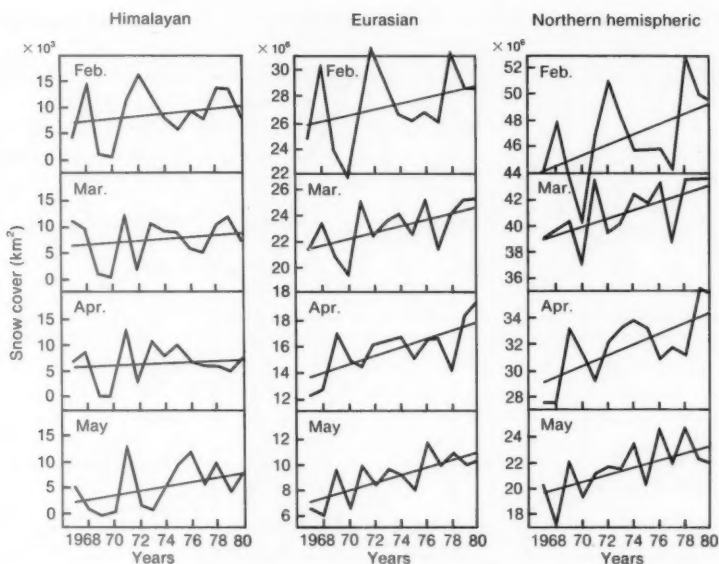 Himalayan
Eurasian
Northern hemispheric
Snow cover (km²)
× 10³
15
10
5
0
Feb.
15
10
5
0
Mar.
15
10
5
0
Apr.
15
10
5
0
May
1968 70 72 74 76 78 80
Years
× 10⁶
30
28
26
24
22
Feb.
26
24
22
20
18
Mar.
18
16
14
12
Apr.
12
10
8
6
May
1968 70 72 74 76 78 80
Years
× 10⁶
52
50
48
46
44
Feb.
42
40
38
36
Mar.
34
32
30
28
Apr.
24
22
20
18
May
1968 70 72 74 76 78 80
Years